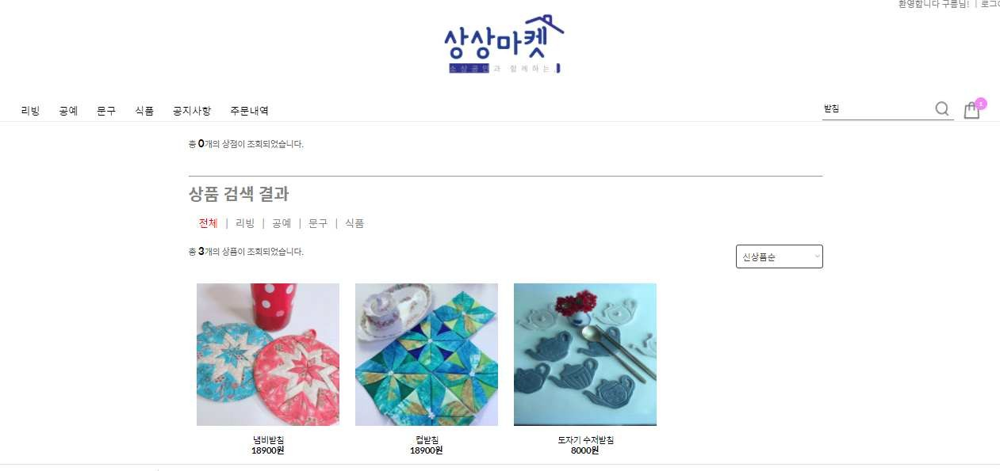 환영합니다 구름님! | 로그
상상마켓
소상공인과 함께하는
리빙 공예 문구 식품 공지사항 주문내역 받침 1
총 0개의 상점이 조회되었습니다.
상품 검색 결과
전체 | 리빙 | 공예 | 문구 | 식품
총 3개의 상품이 조회되었습니다.
신상품순
냄비받침 컵받침 도자기 수저받침
18900원 18900원 8000원